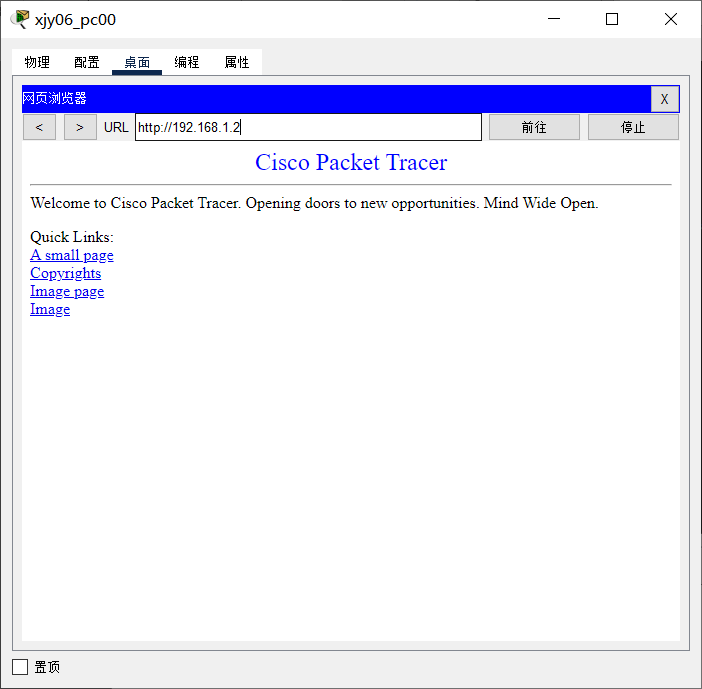 xjy06_pc00
物理 配置 桌面 编程 属性
网页浏览器 X
< > URL http://192.168.1.2 前往 停止
Cisco Packet Tracer
Welcome to Cisco Packet Tracer. Opening doors to new opportunities. Mind Wide Open.
Quick Links:
A small page
Copyrights
Image page
Image
置顶